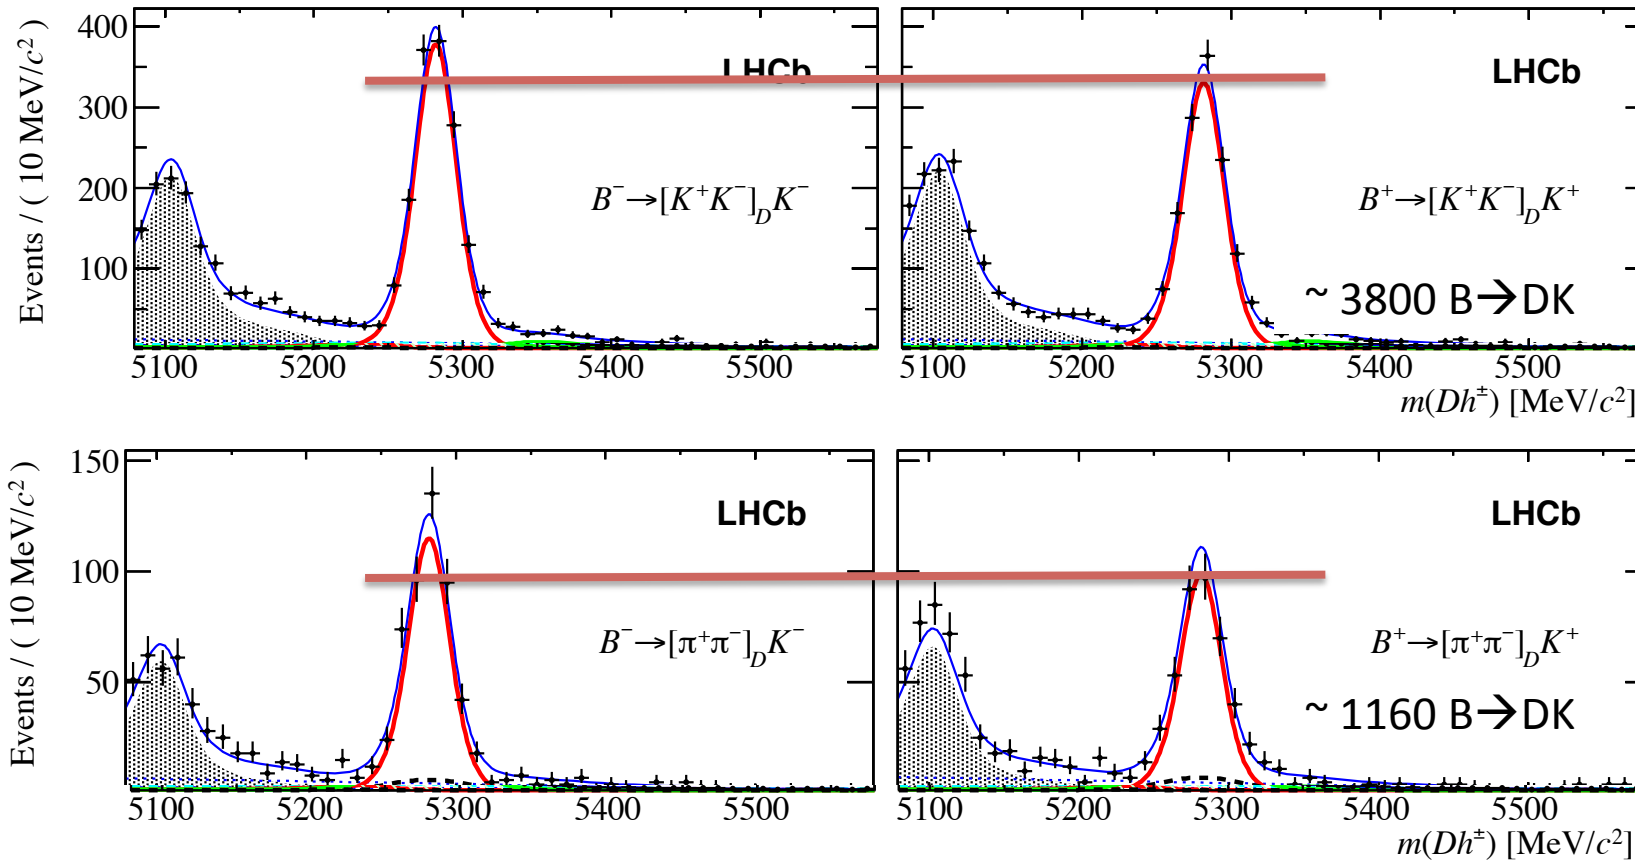 Events / ( 10 MeV/c²)
400
300
200
100
LHCb
B⁻→[K⁺K⁻]_D K⁻
5100 5200 5300 5400 5500
LHCb
B⁺→[K⁺K⁻]_D K⁺
~ 3800 B→DK
5100 5200 5300 5400 5500
m(Dh^±) [MeV/c²]
Events / ( 10 MeV/c²)
150
100
50
LHCb
B⁻→[π⁺π⁻]_D K⁻
5100 5200 5300 5400 5500
LHCb
B⁺→[π⁺π⁻]_D K⁺
~ 1160 B→DK
5100 5200 5300 5400 5500
m(Dh^±) [MeV/c²]